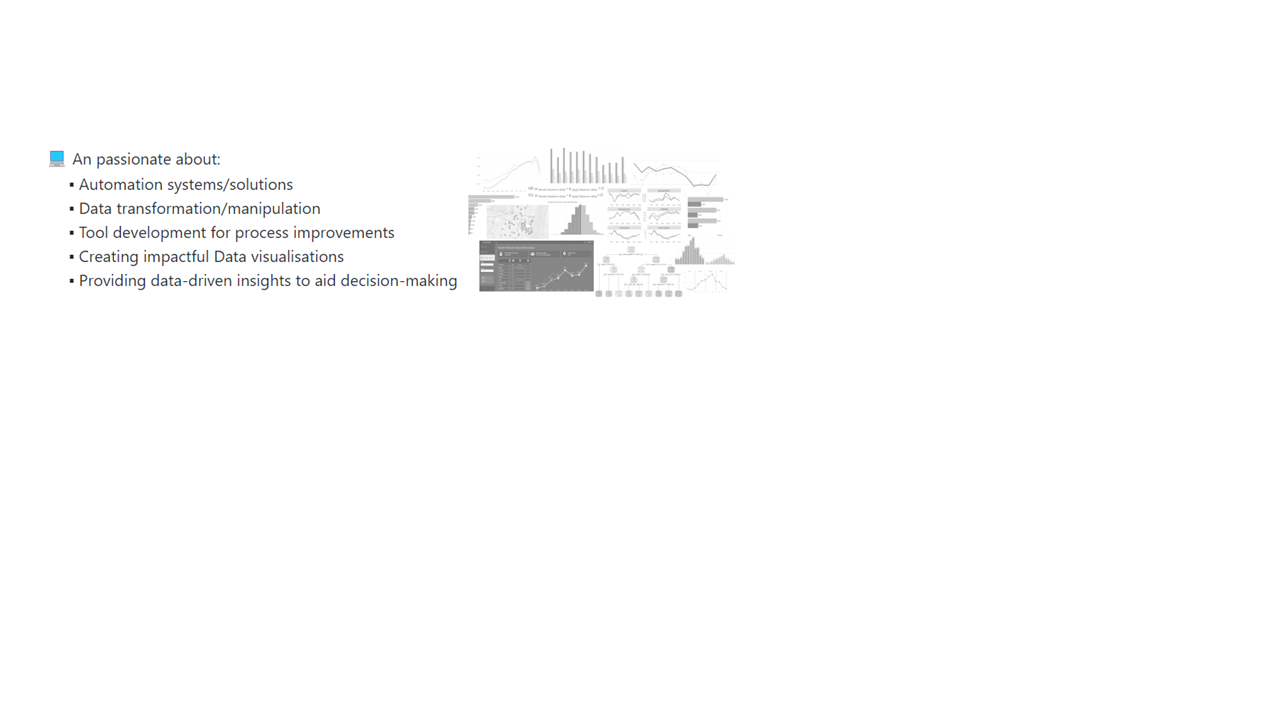 An passionate about:
▪ Automation systems/solutions
▪ Data transformation/manipulation
▪ Tool development for process improvements
▪ Creating impactful Data visualisations
▪ Providing data-driven insights to aid decision-making